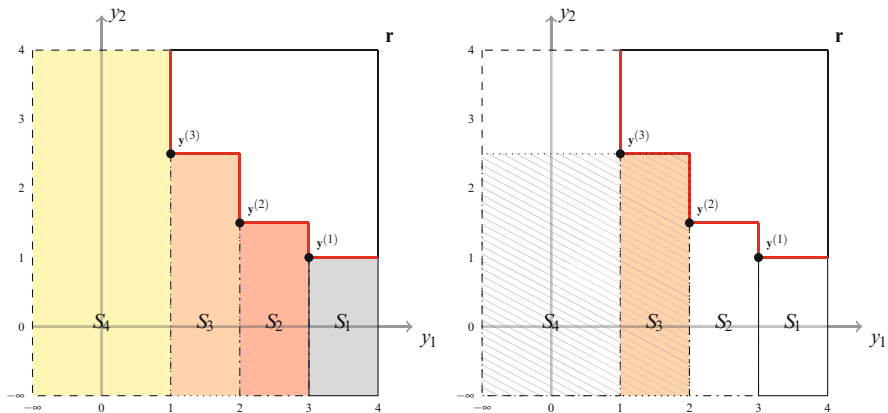 y₂
r
4
y⁽³⁾
3
y⁽²⁾
2
y⁽¹⁾
1
S₄ S₃ S₂ S₁
0
y₁
−∞
−∞ 0 1 2 3 4
y₂
r
4
y⁽³⁾
3
y⁽²⁾
2
y⁽¹⁾
1
S₄ S₃ S₂ S₁
0
y₁
−∞
−∞ 0 1 2 3 4